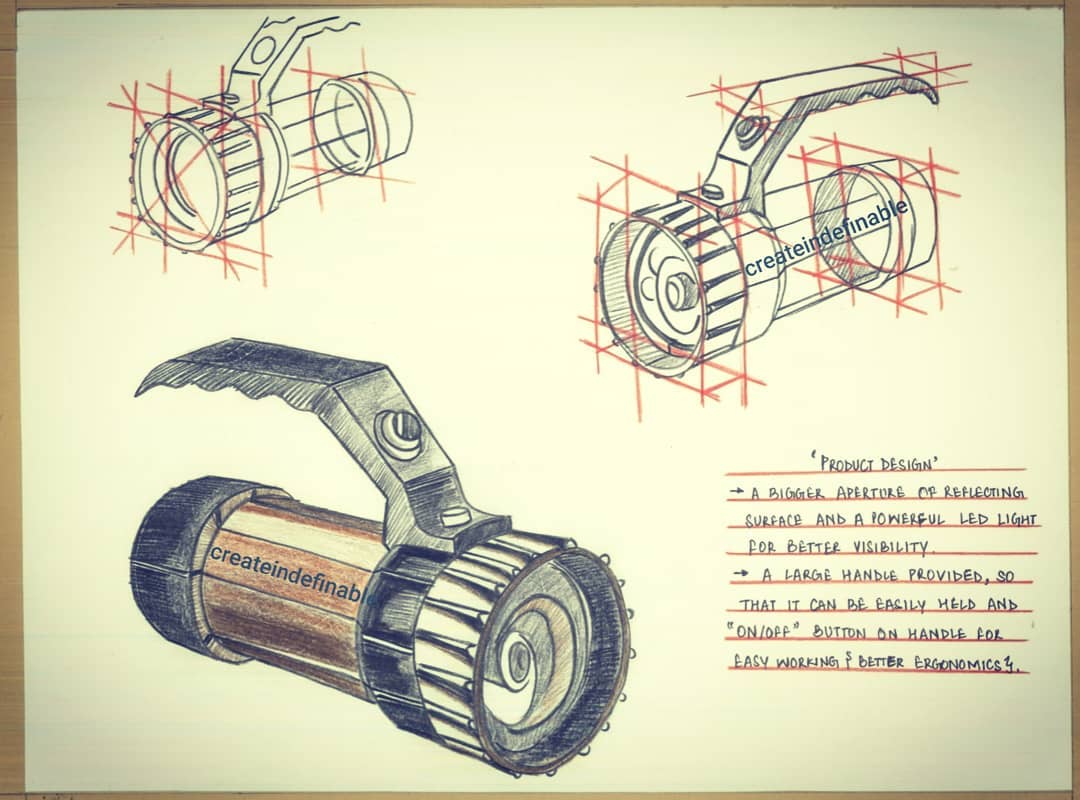 createindefinable
createindefinab
'PRODUCT DESIGN'
→ A BIGGER APERTURE OF REFLECTING
SURFACE AND A POWERFUL LED LIGHT
FOR BETTER VISIBILITY.
→ A LARGE HANDLE PROVIDED, SO
THAT IT CAN BE EASILY HELD AND
"ON/OFF" BUTTON ON HANDLE FOR
EASY WORKING & BETTER ERGONOMICS.